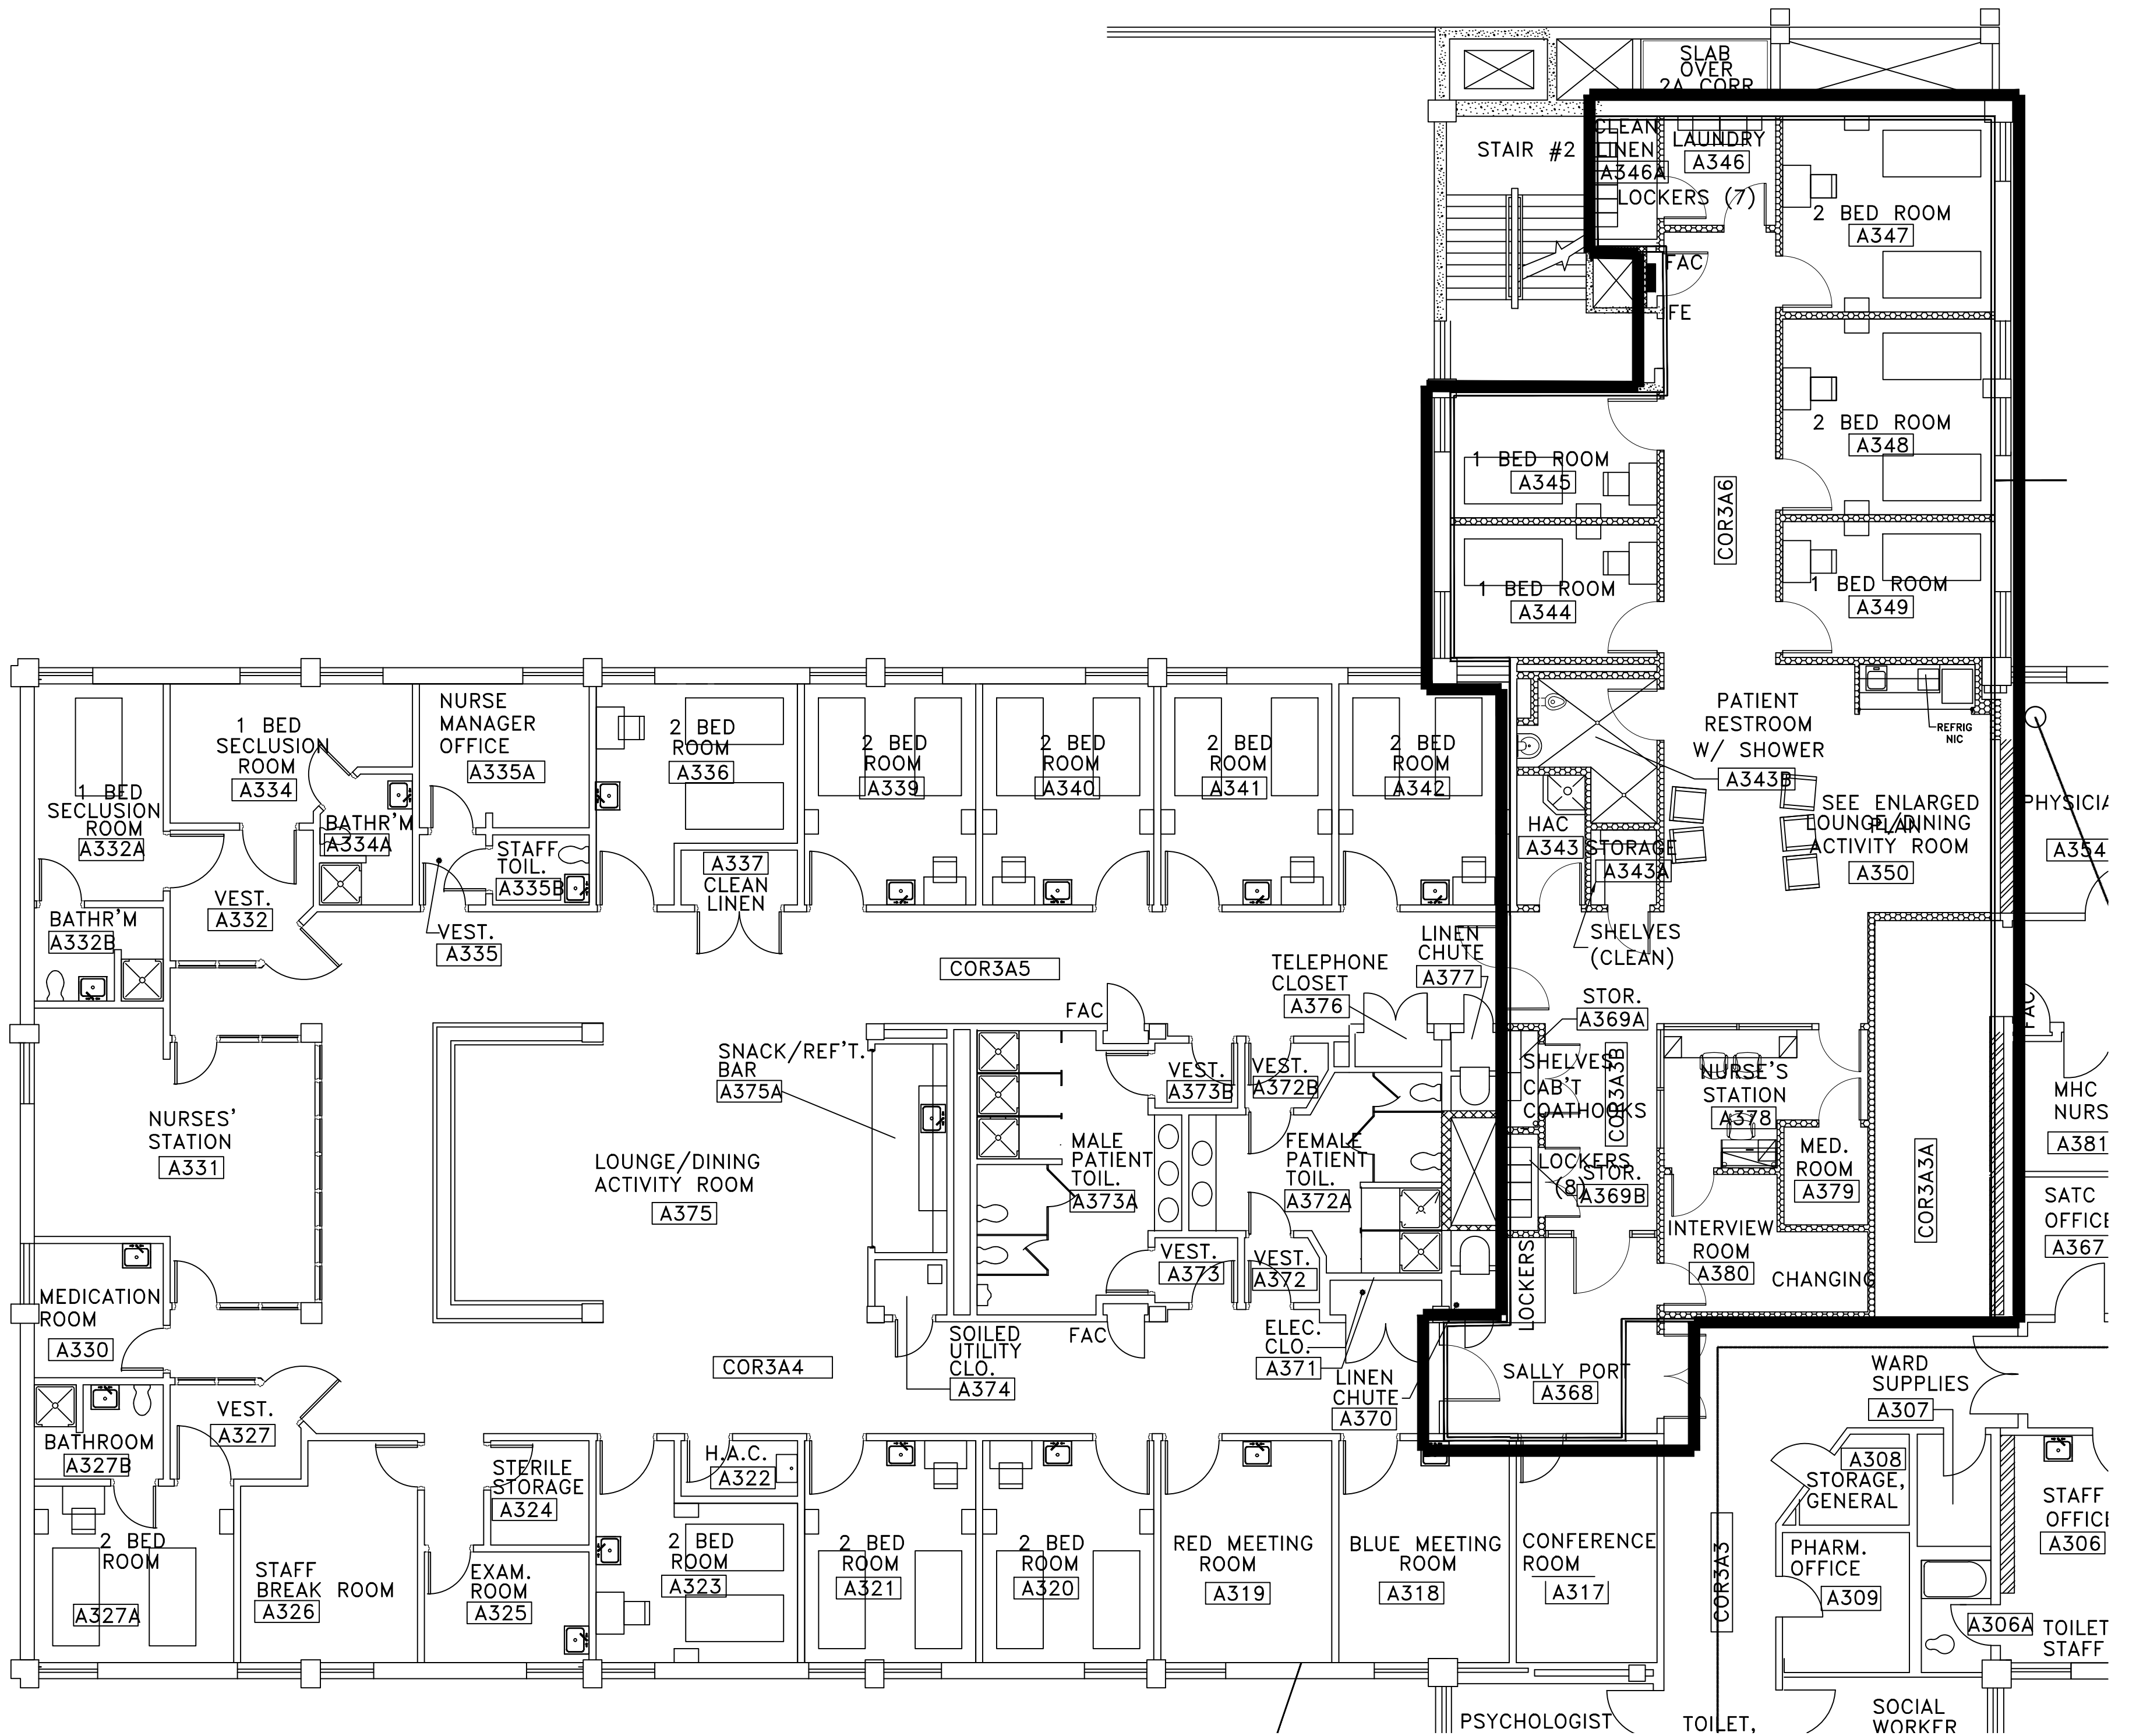 SLAB
OVER
2A CORR
STAIR #2
CLEAN
LINEN
A346A
LAUNDRY
A346
LOCKERS (7)
2 BED ROOM
A347
FAC
FE
2 BED ROOM
A348
1 BED ROOM
A345
COR3A6
1 BED ROOM
A344
1 BED ROOM
A349
PATIENT
RESTROOM
W/ SHOWER
A343B
REFRIG
NIC
SEE ENLARGED
PLAN
LOUNGE/DINING
ACTIVITY ROOM
A350
HAC
A343
STORAGE
A343A
SHELVES
(CLEAN)
PHYSICIA
A354
1 BED
SECLUSION
ROOM
A332A
1 BED
SECLUSION
ROOM
A334
BATHR'M
A334A
NURSE
MANAGER
OFFICE
A335A
STAFF
TOIL.
A335B
2 BED
ROOM
A336
A337
CLEAN
LINEN
2 BED
ROOM
A339
2 BED
ROOM
A340
2 BED
ROOM
A341
2 BED
ROOM
A342
VEST.
A332
BATHR'M
A332B
VEST.
A335
COR3A5
TELEPHONE
CLOSET
A376
LINEN
CHUTE
A377
STOR.
A369A
SHELVES
CAB'T
COATHOOKS
COR3A3B
FAC
FAC
SNACK/REF'T.
BAR
A375A
VEST.
A373B
VEST.
A372B
NURSE'S
STATION
A378
MHC
NURS
A381
NURSES'
STATION
A331
LOUNGE/DINING
ACTIVITY ROOM
A375
MALE
PATIENT
TOIL.
A373A
FEMALE
PATIENT
TOIL.
A372A
LOCKERS
(8)
STOR.
A369B
MED.
ROOM
A379
COR3A3A
SATC
OFFICE
A367
INTERVIEW
ROOM
A380
CHANGING
VEST.
A373
VEST.
A372
LOCKERS
MEDICATION
ROOM
A330
SOILED
UTILITY
CLO.
A374
FAC
ELEC.
CLO.
A371
COR3A4
LINEN
CHUTE
A370
SALLY PORT
A368
WARD
SUPPLIES
A307
VEST.
A327
BATHROOM
A327B
STERILE
STORAGE
A324
H.A.C.
A322
A308
STORAGE,
GENERAL
STAFF
OFFICE
A306
2 BED
ROOM
A327A
STAFF
BREAK ROOM
A326
EXAM.
ROOM
A325
2 BED
ROOM
A323
2 BED
ROOM
A321
2 BED
ROOM
A320
RED MEETING
ROOM
A319
BLUE MEETING
ROOM
A318
CONFERENCE
ROOM
A317
COR3A3
PHARM.
OFFICE
A309
A306A
TOILET
STAFF
PSYCHOLOGIST
TOILET,
SOCIAL
WORKER